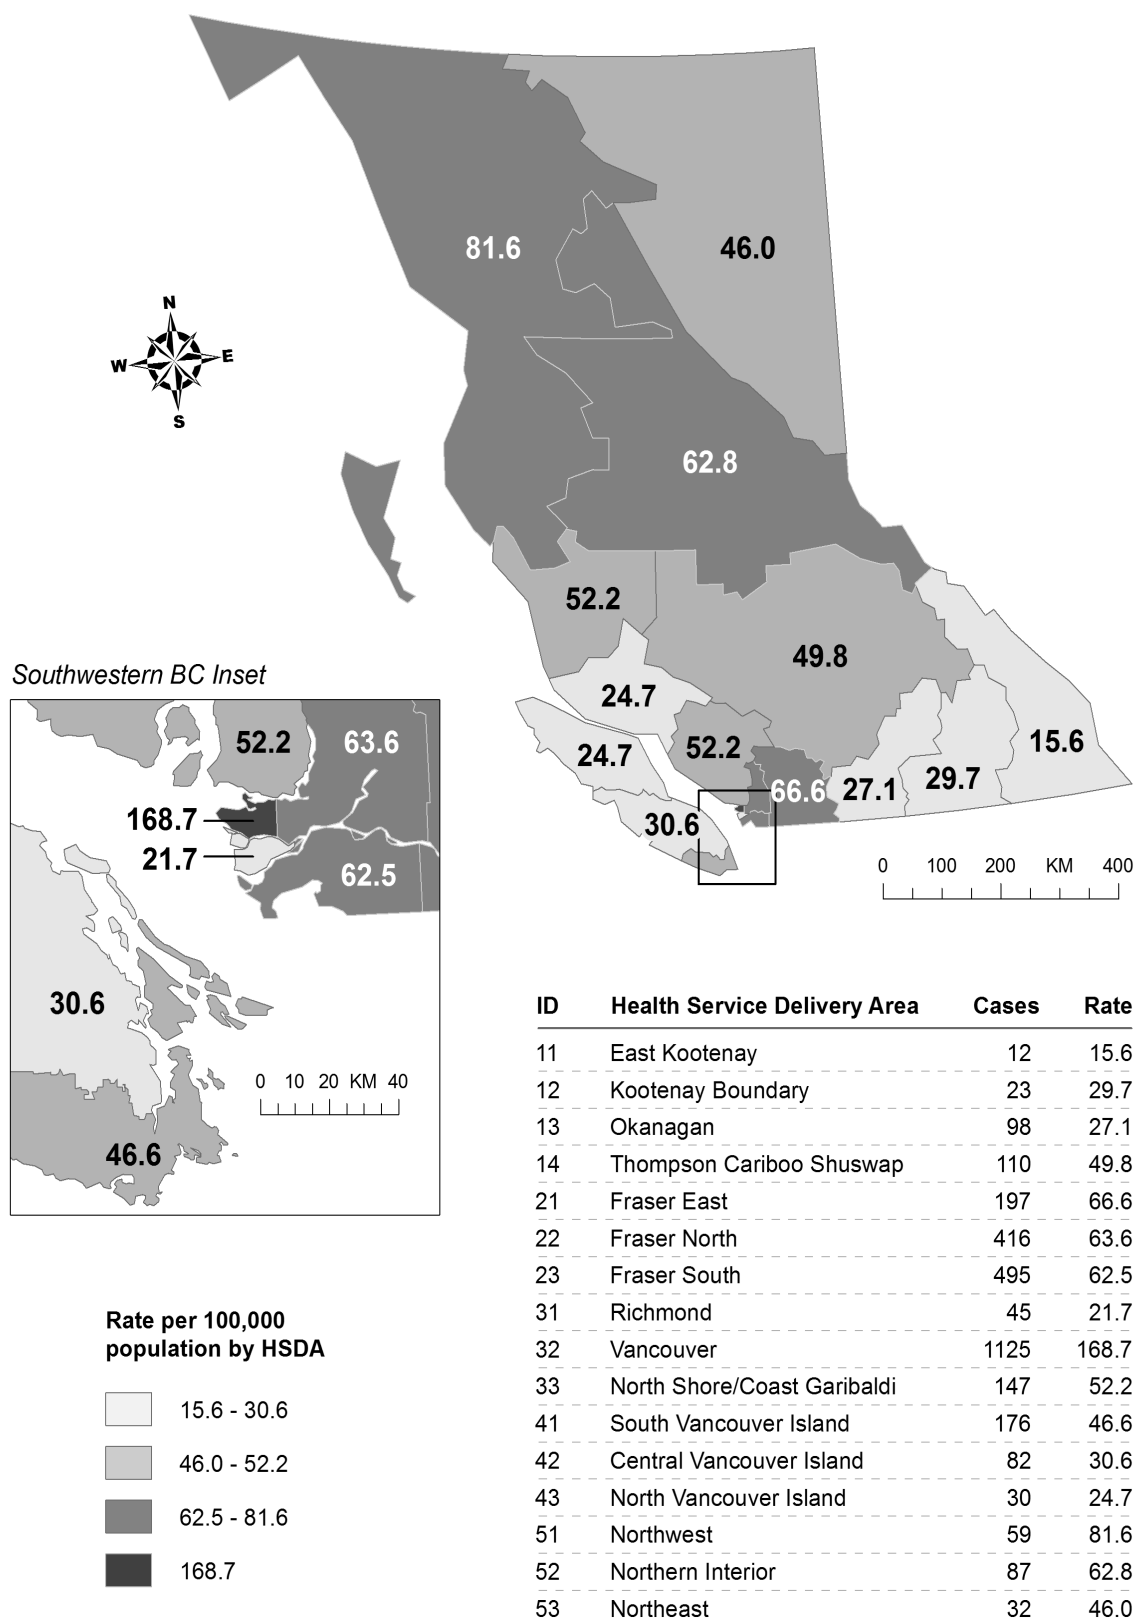 81.6
46.0
N
W
E
S
62.8
52.2
49.8
24.7
24.7
52.2
15.6
66.6
27.1
29.7
30.6
0 100 200 KM 400
Southwestern BC Inset
52.2
63.6
168.7
21.7
62.5
30.6
0 10 20 KM 40
46.6
Rate per 100,000
population by HSDA
15.6 - 30.6
46.0 - 52.2
62.5 - 81.6
168.7
ID Health Service Delivery Area Cases Rate
11 East Kootenay 12 15.6
12 Kootenay Boundary 23 29.7
13 Okanagan 98 27.1
14 Thompson Cariboo Shuswap 110 49.8
21 Fraser East 197 66.6
22 Fraser North 416 63.6
23 Fraser South 495 62.5
31 Richmond 45 21.7
32 Vancouver 1125 168.7
33 North Shore/Coast Garibaldi 147 52.2
41 South Vancouver Island 176 46.6
42 Central Vancouver Island 82 30.6
43 North Vancouver Island 30 24.7
51 Northwest 59 81.6
52 Northern Interior 87 62.8
53 Northeast 32 46.0